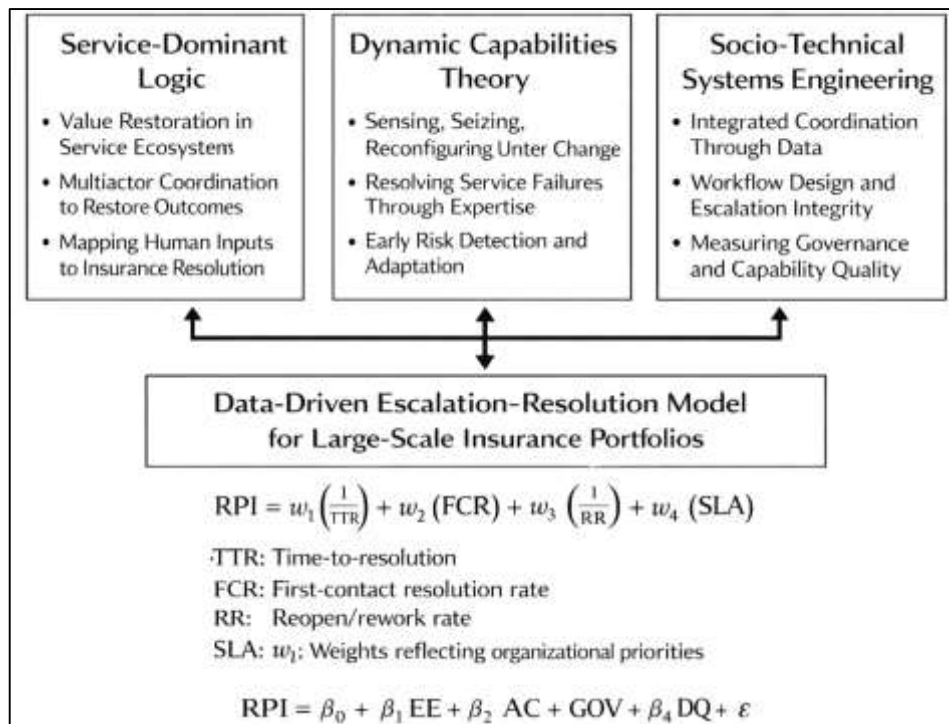 Service-Dominant
Logic
• Value Restoration in
Service Ecosystem
• Multiactor Coordination
to Restore Outcomes
• Mapping Human Inputs
to Insurance Resolution
Dynamic Capabilities
Theory
• Sensing, Seizing,
Reconfiguring Unter Change
• Resolving Service Failures
Through Expertise
• Early Risk Detection and
Adaptation
Socio-Technical
Systems Engineering
• Integrated Coordination
Through Data
• Workflow Design and
Escalation Integrity
• Measuring Governance
and Capability Quality
Data-Driven Escalation-Resolution Model
for Large-Scale Insurance Portfolios
RPI = w₁(1/TTR) + w₂ (FCR) + w₃ (1/RR) + w₄ (SLA)
·TTR: Time-to-resolution
FCR: First-contact resolution rate
RR: Reopen/rework rate
SLA: w₁: Weights reflecting organizational priorities
RPI = β₀ + β₁ EE + β₂ AC + GOV + β₄ DQ + ε